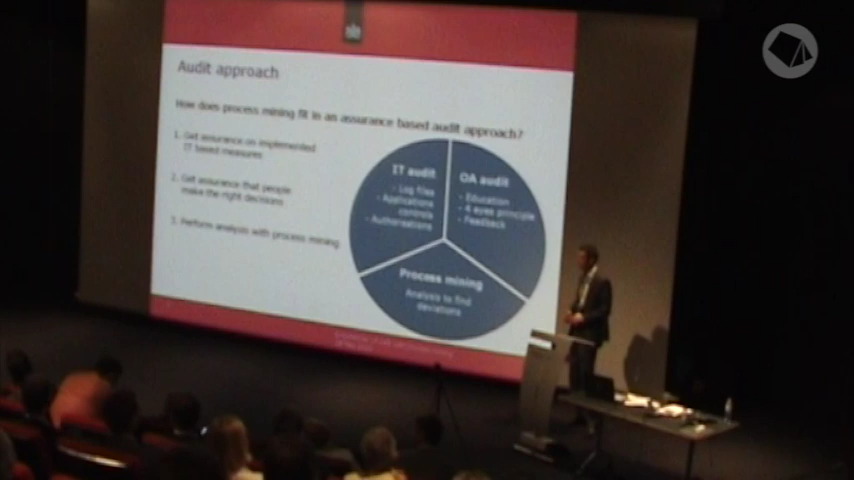 Audit approach
How does process mining fit in an assurance based audit approach?
1. Get assurance on implemented
IT based measures
2. Get assurance that people
make the right decisions
3. Perform analysis with process mining
IT audit
- Log files
- Applications
controls
- Authorisations
OA audit
- Education
- 4 eyes principle
- Feedback
Process mining
Analysis to find
deviations